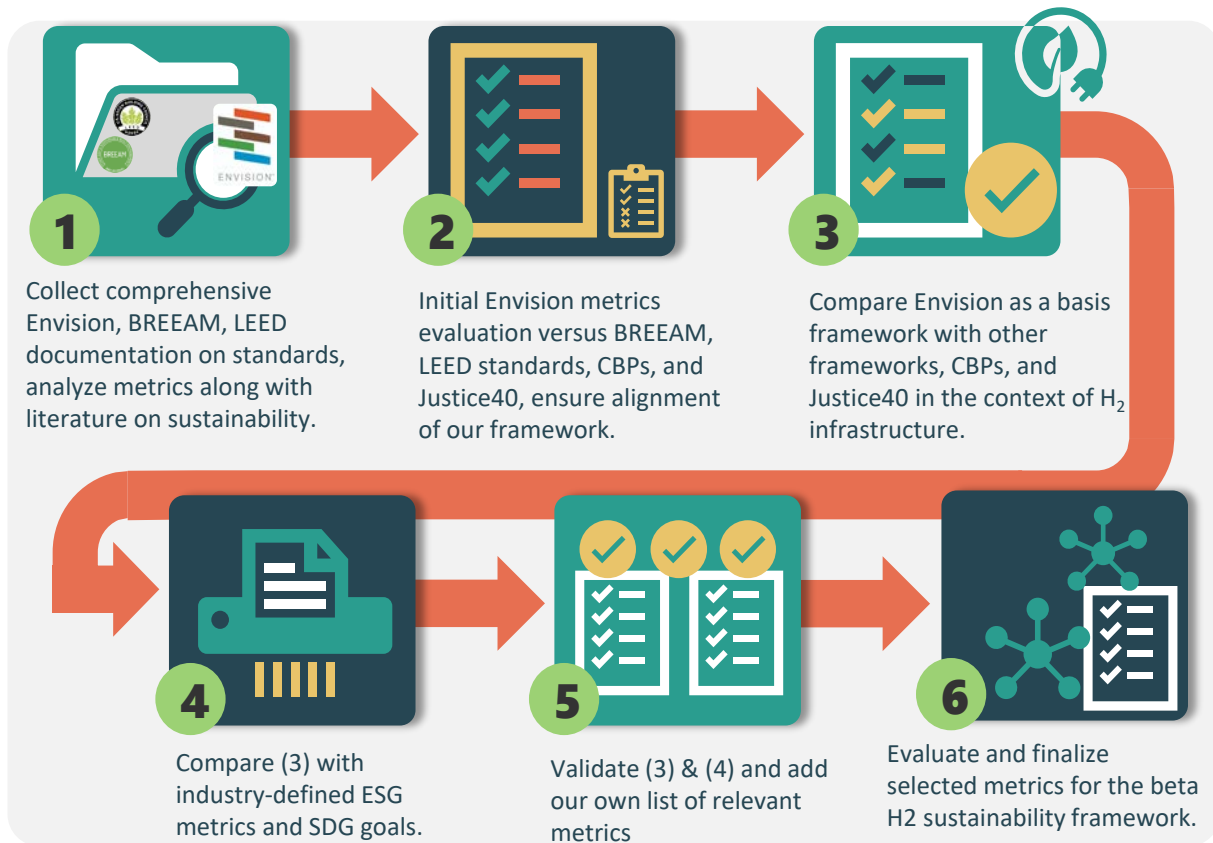 BREEAM
ENVISION
1
Collect comprehensive
Envision, BREEAM, LEED
documentation on standards,
analyze metrics along with
literature on sustainability.
2
Initial Envision metrics
evaluation versus BREEAM,
LEED standards, CBPs, and
Justice40, ensure alignment
of our framework.
3
Compare Envision as a basis
framework with other
frameworks, CBPs, and
Justice40 in the context of H₂
infrastructure.
4
Compare (3) with
industry-defined ESG
metrics and SDG goals.
5
Validate (3) & (4) and add
our own list of relevant
metrics
6
Evaluate and finalize
selected metrics for the beta
H2 sustainability framework.